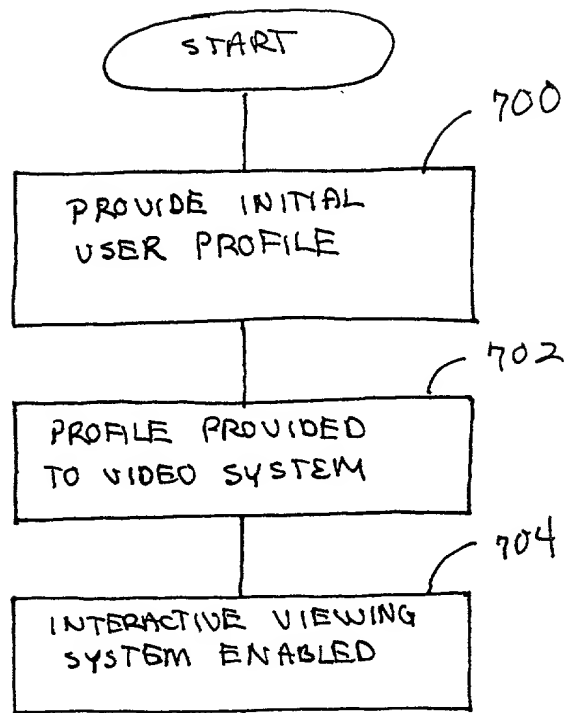 START
700
PROVIDE INITIAL
USER PROFILE
702
PROFILE PROVIDED
TO VIDEO SYSTEM
704
INTERACTIVE VIEWING
SYSTEM ENABLED